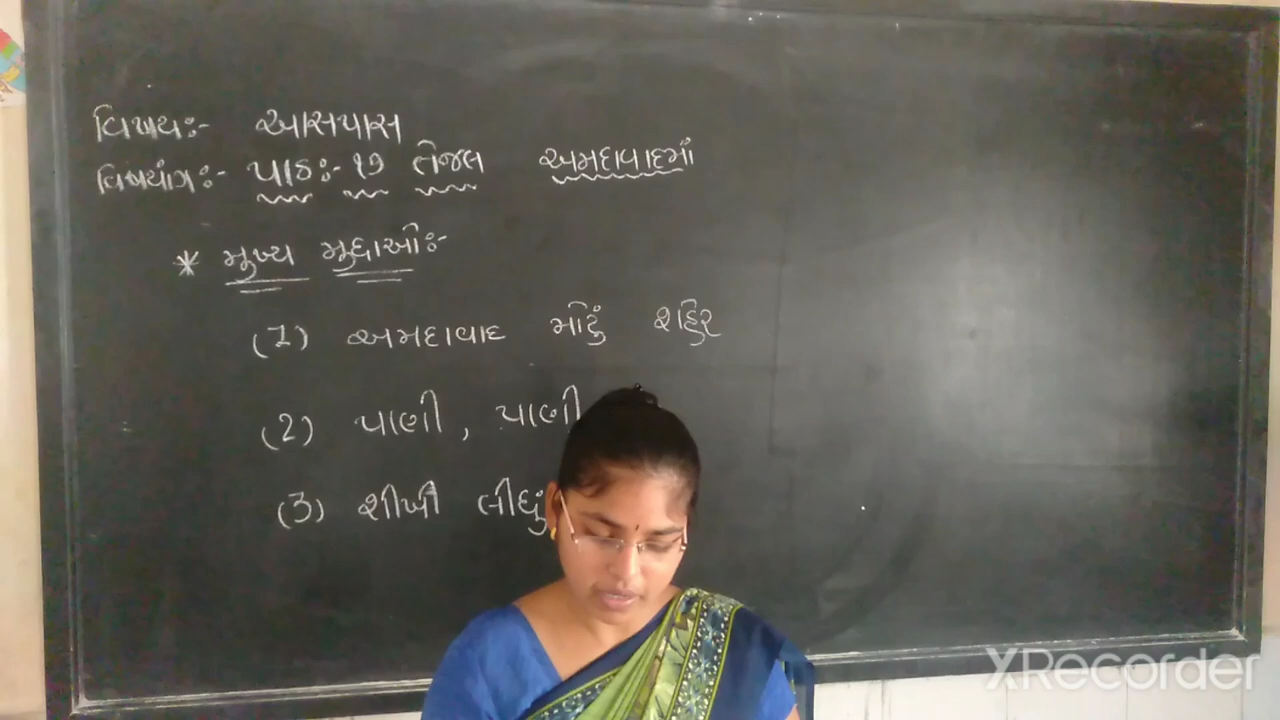 વિષય:- આસપાસ
વિષયાંગ:- પાઠ:- ૧૭ તેજલ અમદાવાદમાં
* મુખ્ય મુદ્દાઓ:-
(1) અમદાવાદ મોટું શહેર
(2) પાણી, પાણી
(3) શીખી લીધું
XRecorder